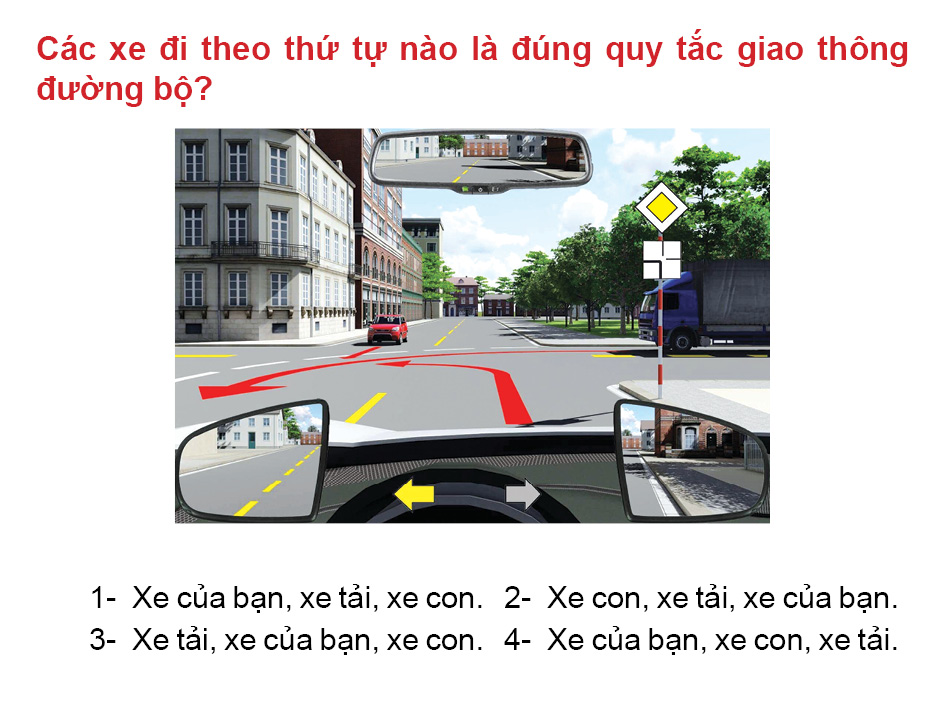 Các xe đi theo thứ tự nào là đúng quy tắc giao thông
đường bộ?
1- Xe của bạn, xe tải, xe con. 2- Xe con, xe tải, xe của bạn.
3- Xe tải, xe của bạn, xe con. 4- Xe của bạn, xe con, xe tải.